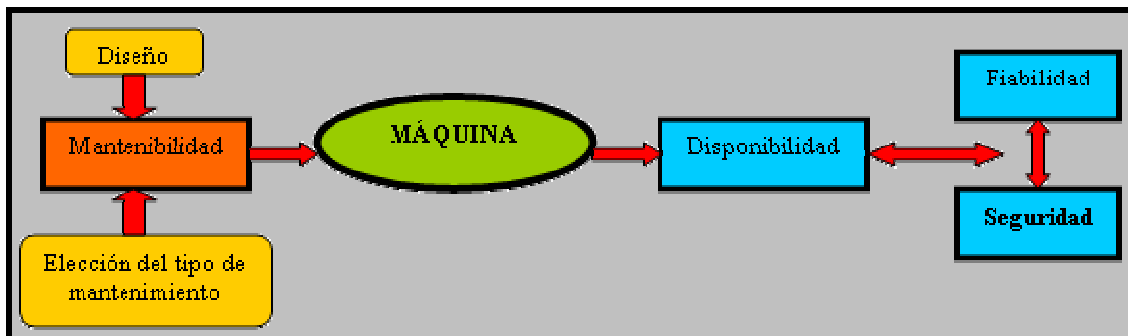 Diseño
Mantenibilidad
Elección del tipo de
mantenimiento
MÁQUINA
Disponibilidad
Fiabilidad
Seguridad